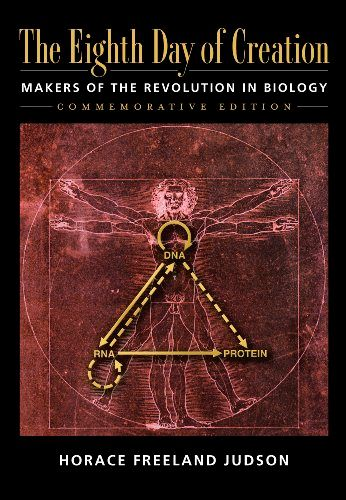 The Eighth Day of Creation
MAKERS OF THE REVOLUTION IN BIOLOGY
COMMEMORATIVE EDITION
DNA
RNA
PROTEIN
HORACE FREELAND JUDSON